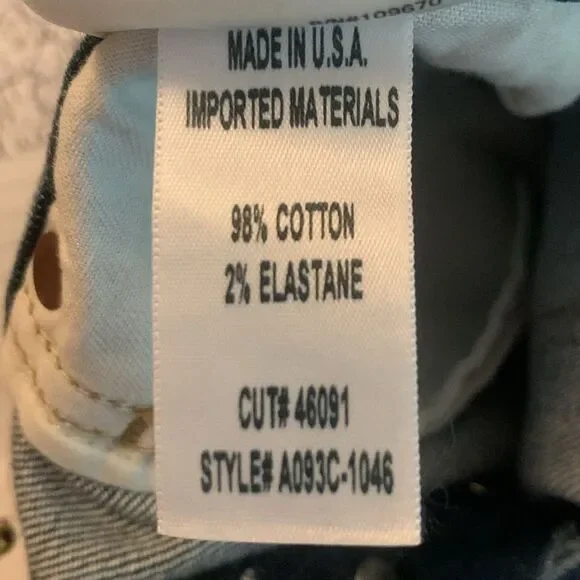 MADE IN U.S.A.
IMPORTED MATERIALS
98% COTTON
2% ELASTANE
CUT# 46091
STYLE# A093C-1046